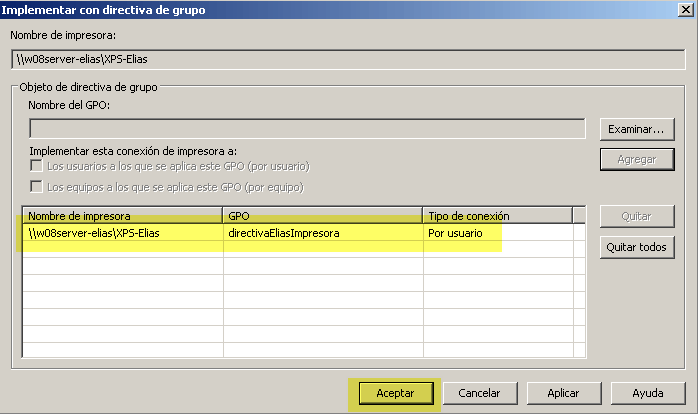 Implementar con directiva de grupo
Nombre de impresora:
\\w08server-elias\XPS-Elias
Objeto de directiva de grupo
Nombre del GPO:
Examinar...
Implementar esta conexión de impresora a:
Agregar
Los usuarios a los que se aplica este GPO (por usuario)
Los equipos a los que se aplica este GPO (por equipo)
Nombre de impresora GPO Tipo de conexión
Quitar
\\w08server-elias\XPS-Elias directivaEliasImpresora Por usuario
Quitar todos
Aceptar Cancelar Aplicar Ayuda